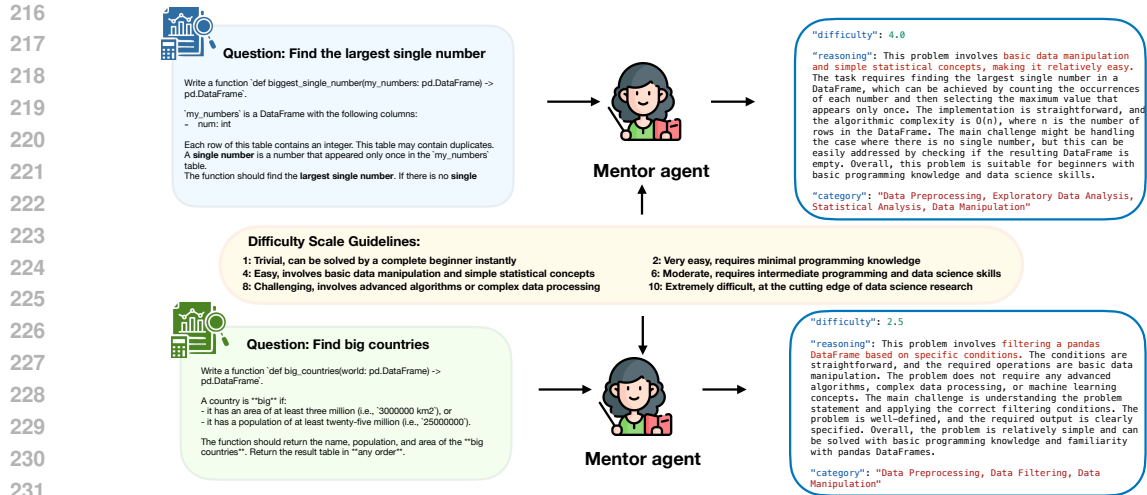 216
217
218
219
220
221
222
223
224
225
226
227
228
229
230
231
Question: Find the largest single number
Write a function `def biggest_single_number(my_numbers: pd.DataFrame) ->
pd.DataFrame`.
`my_numbers` is a DataFrame with the following columns:
- num: int
Each row of this table contains an integer. This table may contain duplicates.
A single number is a number that appeared only once in the `my_numbers`
table.
The function should find the largest single number. If there is no single
Mentor agent
"difficulty": 4.0
"reasoning": This problem involves basic data manipulation
and simple statistical concepts, making it relatively easy.
The task requires finding the largest single number in a
DataFrame, which can be achieved by counting the occurrences
of each number and then selecting the maximum value that
appears only once. The implementation is straightforward, and
the algorithmic complexity is O(n), where n is the number of
rows in the DataFrame. The main challenge might be handling
the case where there is no single number, but this can be
easily addressed by checking if the resulting DataFrame is
empty. Overall, this problem is suitable for beginners with
basic programming knowledge and data science skills.
"category": "Data Preprocessing, Exploratory Data Analysis,
Statistical Analysis, Data Manipulation"
Difficulty Scale Guidelines:
1: Trivial, can be solved by a complete beginner instantly
2: Very easy, requires minimal programming knowledge
4: Easy, involves basic data manipulation and simple statistical concepts
6: Moderate, requires intermediate programming and data science skills
8: Challenging, involves advanced algorithms or complex data processing
10: Extremely difficult, at the cutting edge of data science research
Question: Find big countries
Write a function `def big_countries(world: pd.DataFrame) ->
pd.DataFrame`.
A country is **big** if:
- it has an area of at least three million (i.e., `3000000 km2`), or
- it has a population of at least twenty-five million (i.e., `25000000`).
The function should return the name, population, and area of the **big
countries**. Return the result table in **any order**.
Mentor agent
"difficulty": 2.5
"reasoning": This problem involves filtering a pandas
DataFrame based on specific conditions. The conditions are
straightforward, and the required operations are basic data
manipulation. The problem does not require any advanced
algorithms, complex data processing, or machine learning
concepts. The main challenge is understanding the problem
statement and applying the correct filtering conditions. The
problem is well-defined, and the required output is clearly
specified. Overall, the problem is relatively simple and can
be solved with basic programming knowledge and familiarity
with pandas DataFrames.
"category": "Data Preprocessing, Data Filtering, Data
Manipulation"